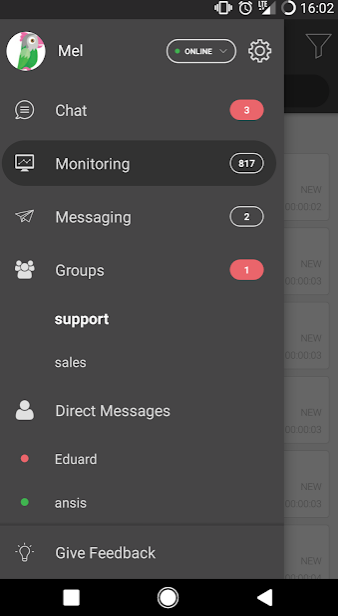 LTE 16:02
Mel ONLINE
Chat 3
Monitoring 817
Messaging 2
NEW
00:00:02
Groups 1
NEW
00:00:03
support
NEW
00:00:03
sales
Direct Messages
NEW
00:00:03
Eduard
NEW
00:00:03
ansis
Give Feedback
NEW